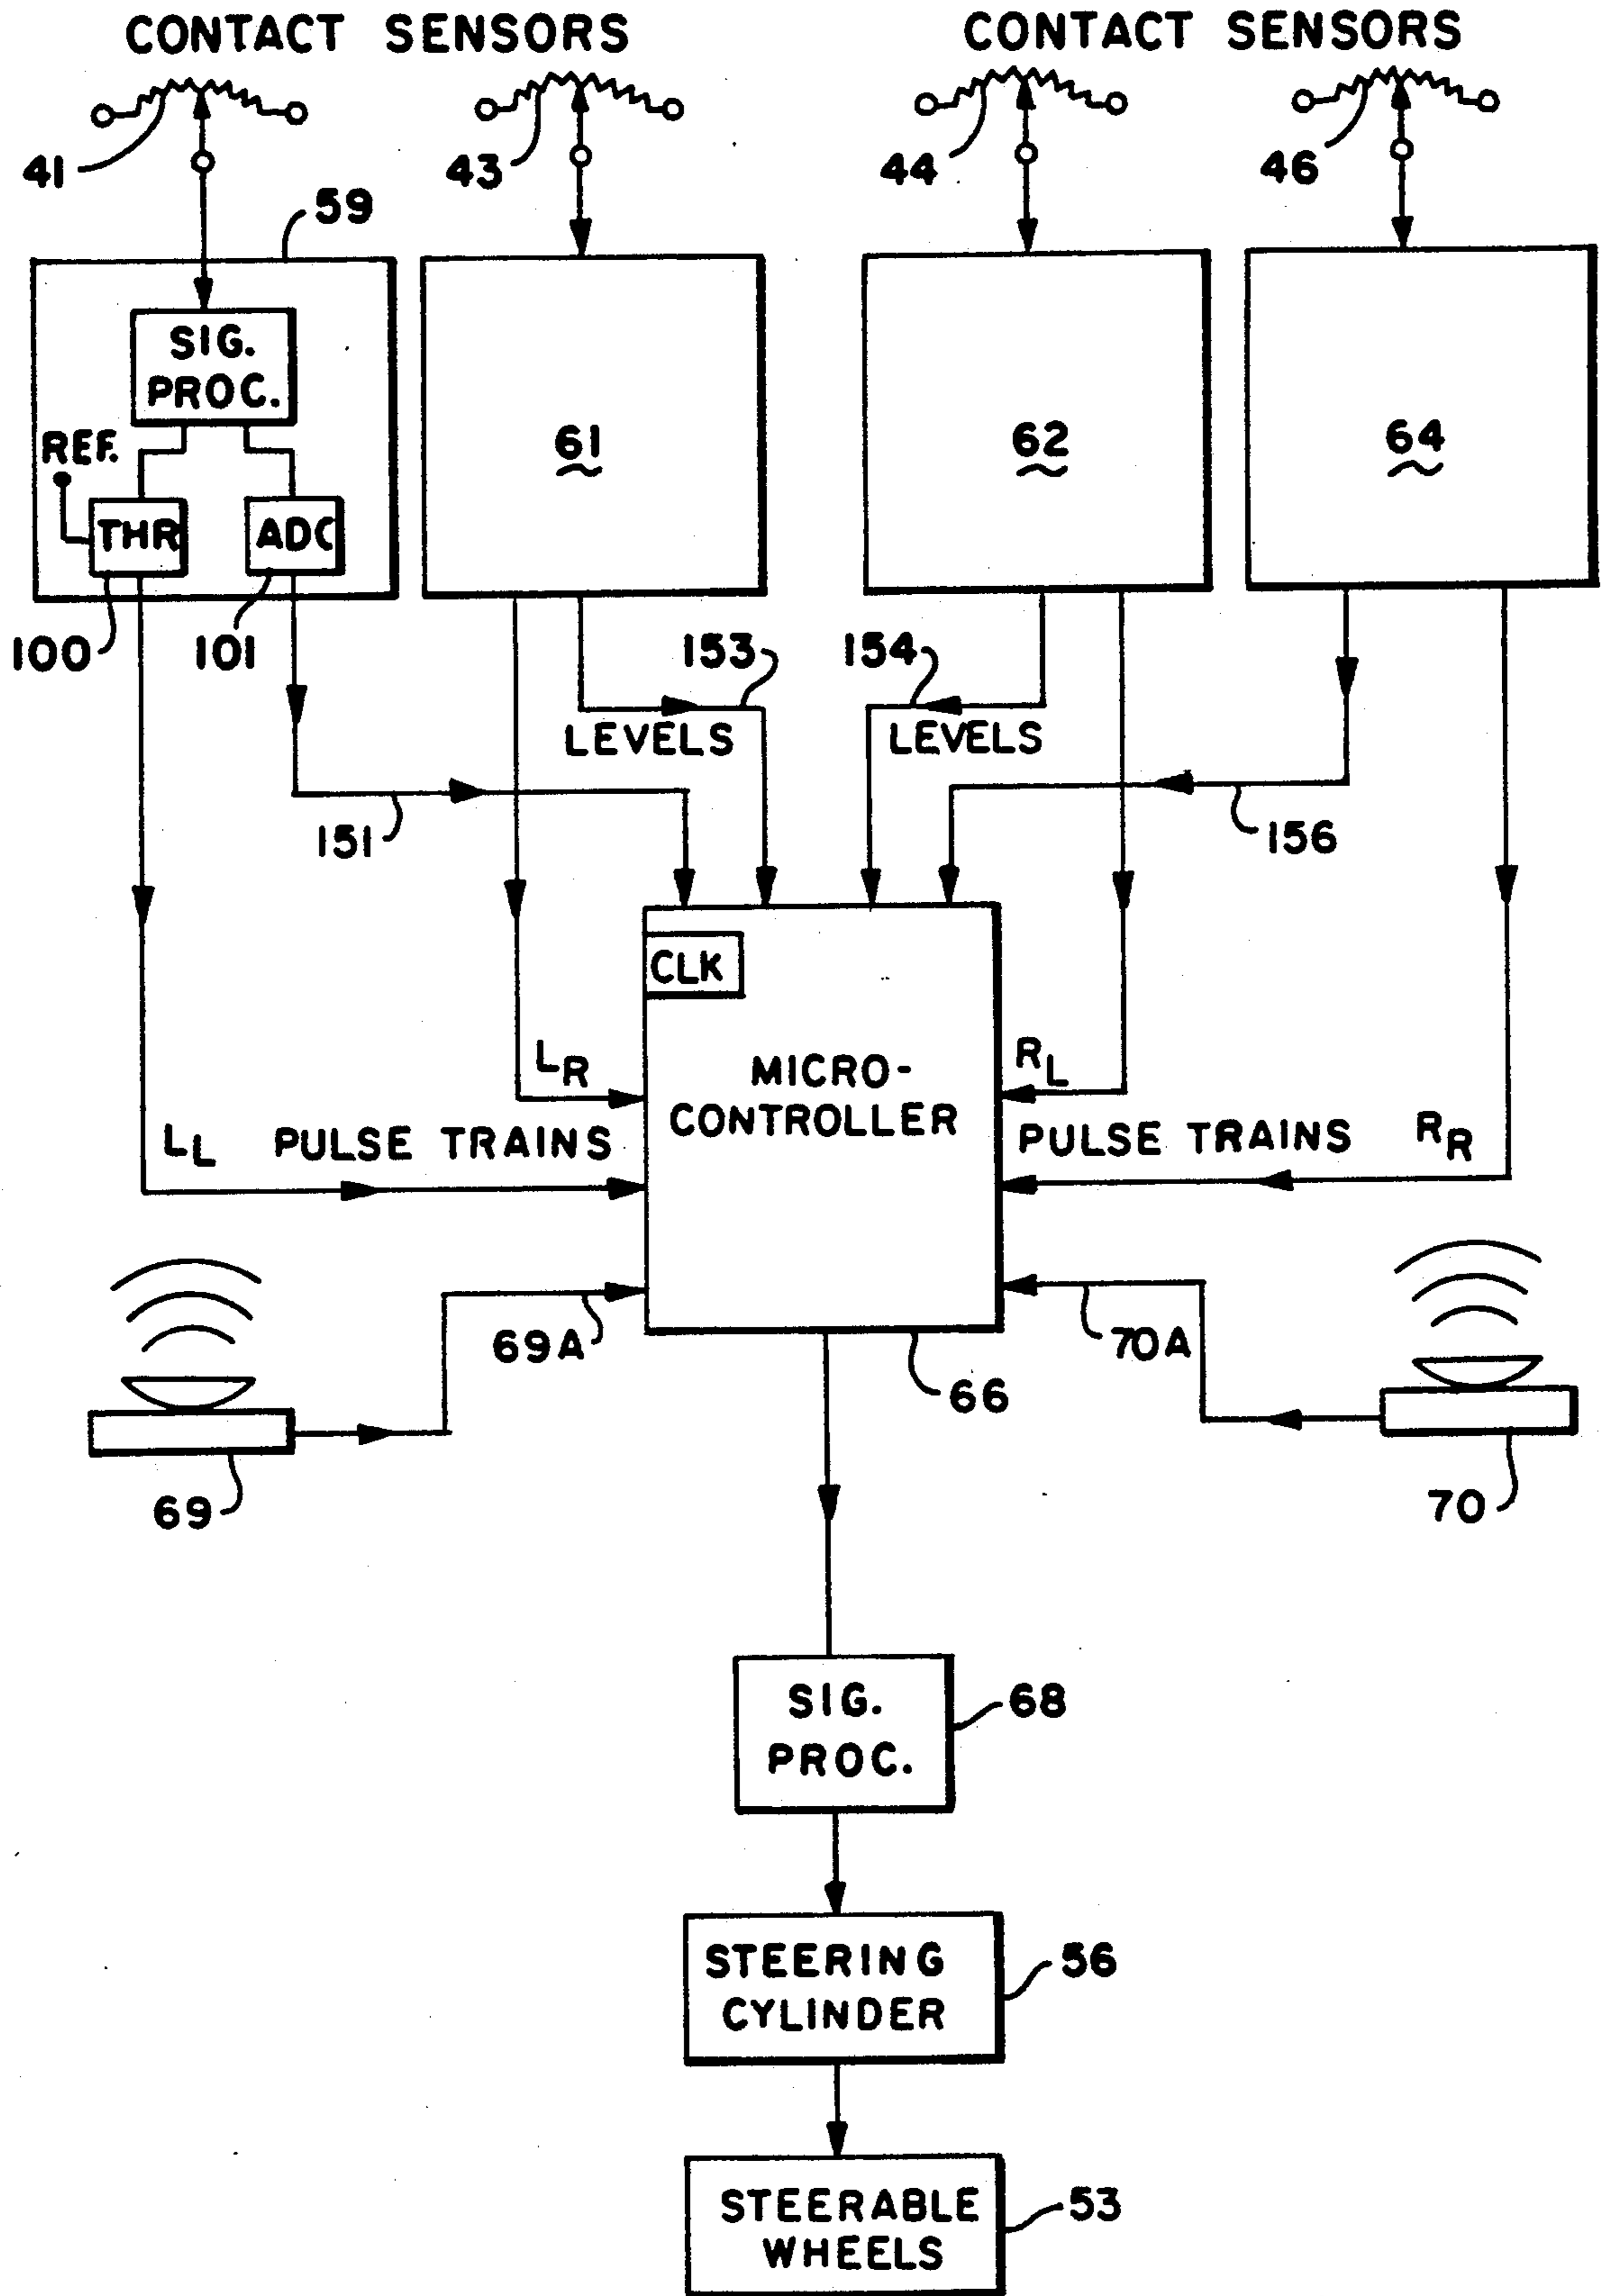 CONTACT SENSORS
CONTACT SENSORS
41
43
44
46
59
SIG.
PROC.
REF.
THR
ADC
61
62
64
100
101
153
154
LEVELS
LEVELS
151
156
CLK
MICRO-
CONTROLLER
LR
RL
LL
PULSE TRAINS
PULSE TRAINS
RR
69A
70A
66
69
70
SIG.
PROC.
68
STEERING
CYLINDER
56
STEERABLE
WHEELS
53